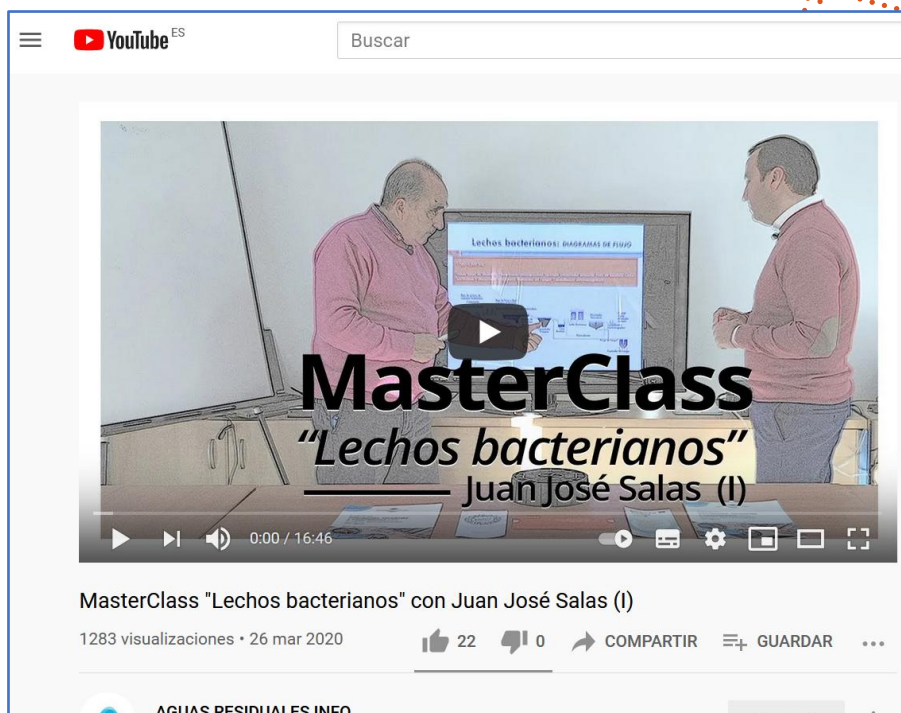 YouTube ES
Buscar
Lechos bacterianos: DIAGRAMAS DE FLUJO
MasterClass
“Lechos bacterianos”
Juan José Salas (I)
0:00 / 16:46
MasterClass "Lechos bacterianos" con Juan José Salas (I)
1283 visualizaciones • 26 mar 2020
22 0 COMPARTIR GUARDAR
AGUAS RESIDUALES INFO